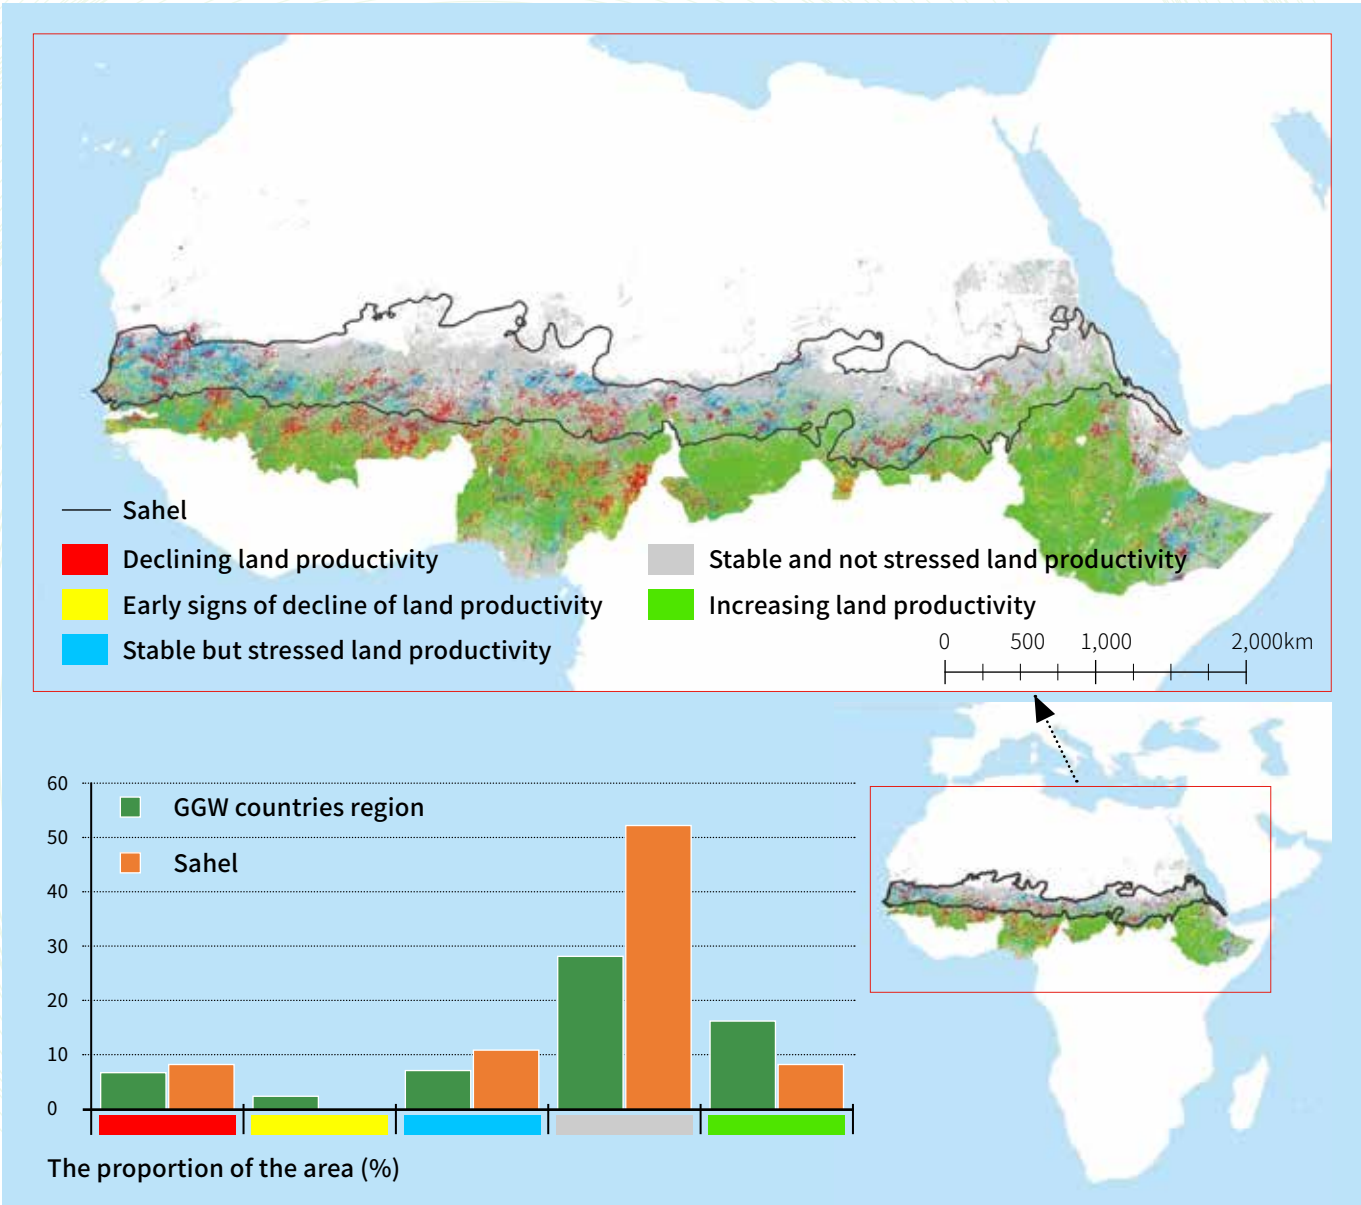 Sahel
Declining land productivity
Early signs of decline of land productivity
Stable but stressed land productivity
Stable and not stressed land productivity
Increasing land productivity
0 500 1,000 2,000km
60
50
40
30
20
10
0
GGW countries region
Sahel
The proportion of the area (%)